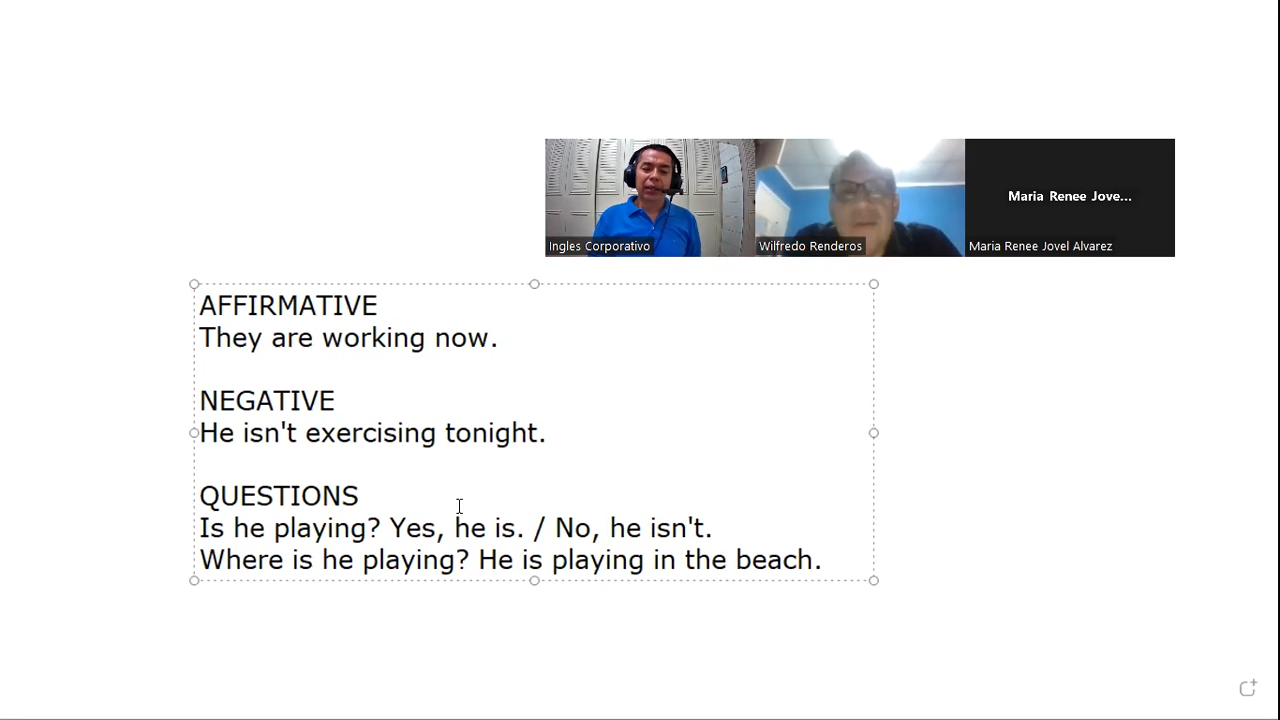 Maria Renee Jove...
Ingles Corporativo
Wilfredo Renderos
Maria Renee Jovel Alvarez
AFFIRMATIVE
They are working now.
NEGATIVE
He isn't exercising tonight.
QUESTIONS
Is he playing? Yes, he is. / No, he isn't.
Where is he playing? He is playing in the beach.